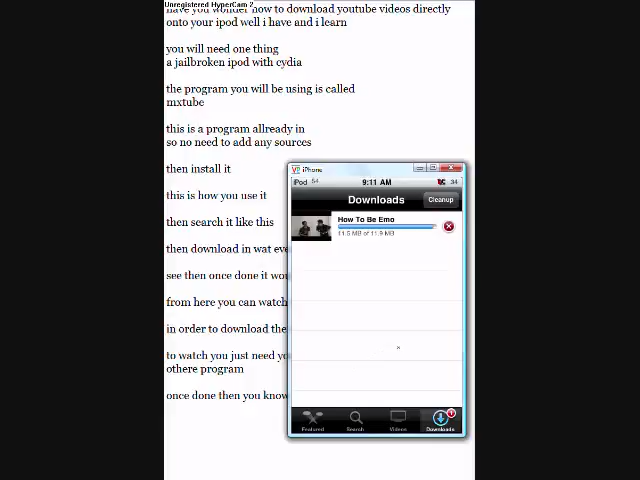 Unregistered HyperCam 2
have you wonder how to download youtube videos directly
onto your ipod well i have and i learn
you will need one thing
a jailbroken ipod with cydia
the program you will be using is called
mxtube
this is a program allready in
so no need to add any sources
then install it
this is how you use it
then search it like this
then download in wat
see then once done it
from here you can watch
in order to download
to watch you just need
othere program
once done then you know
iPhone
iPod 54
9:11 AM
34
Downloads
Cleanup
How To Be Emo
11.5 MB of 11.9 MB
Featured
Search
Videos
Downloads
1